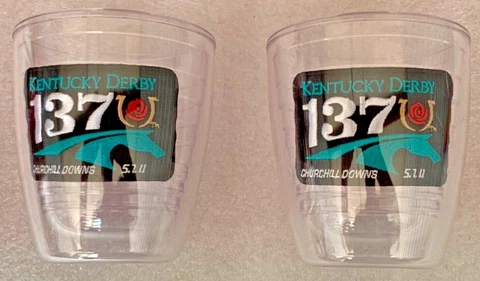 KENTUCKY DERBY
137
CHURCHILL DOWNS 5.7.11
KENTUCKY DERBY
137
CHURCHILL DOWNS 5.7.11